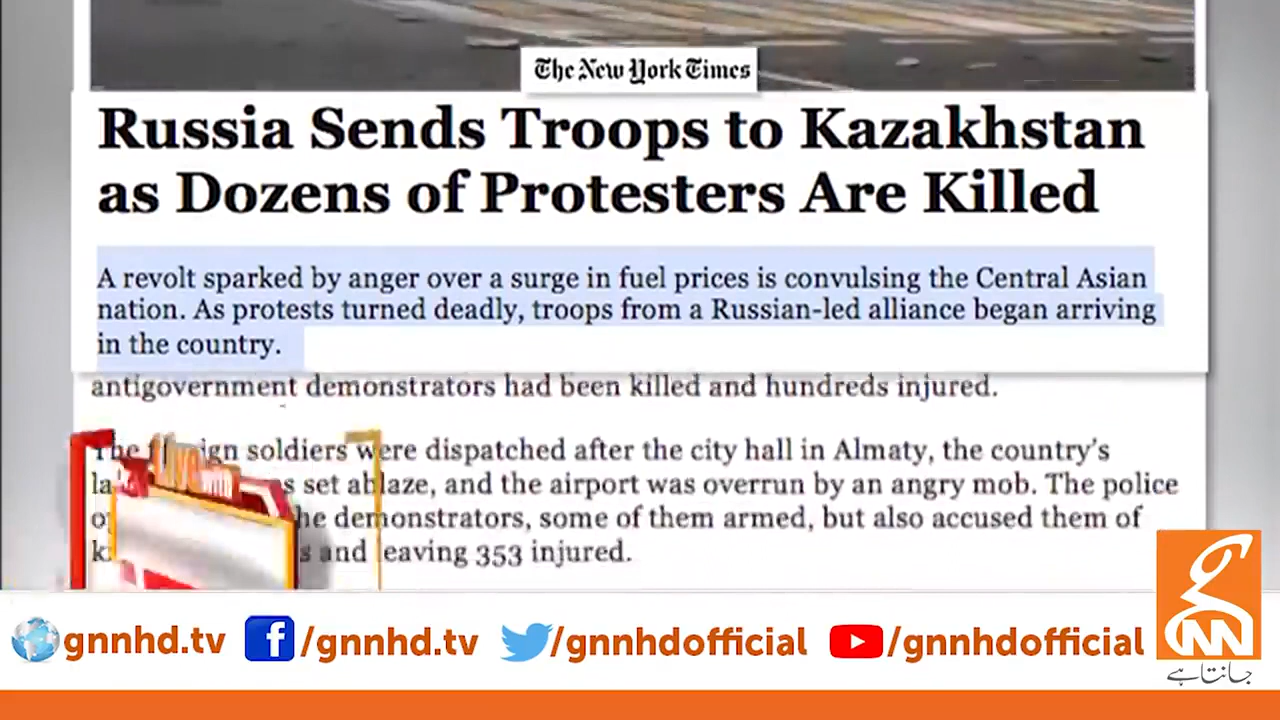 The New York Times
Russia Sends Troops to Kazakhstan
as Dozens of Protesters Are Killed
A revolt sparked by anger over a surge in fuel prices is convulsing the Central Asian
nation. As protests turned deadly, troops from a Russian-led alliance began arriving
in the country.
antigovernment demonstrators had been killed and hundreds injured.
The soldiers were dispatched after the city hall in Almaty, the country's
set ablaze, and the airport was overrun by an angry mob. The police
demonstrators, some of them armed, but also accused them of
and leaving 353 injured.
Live with
gnnhd.tv /gnnhd.tv /gnnhdofficial /gnnhdofficial
GNN
جانتا ہے